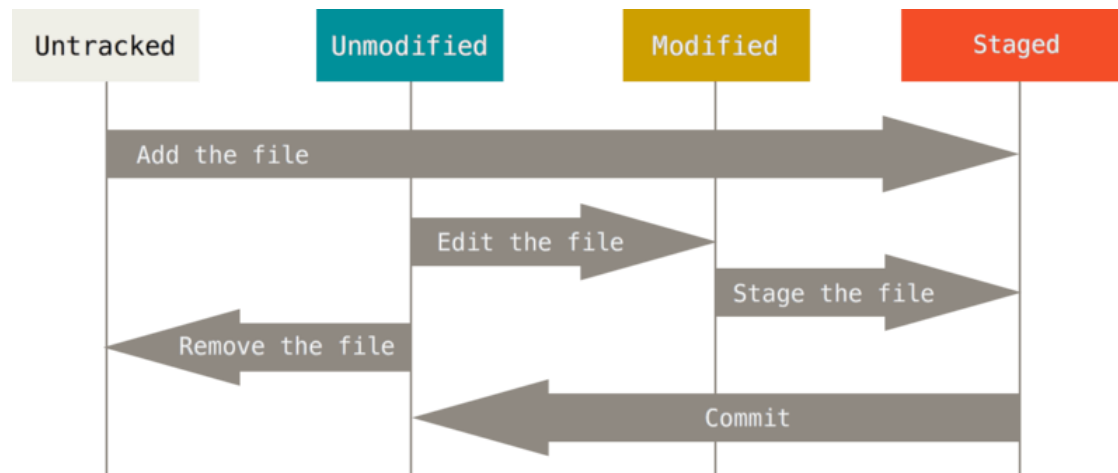 Untracked
Unmodified
Modified
Staged
Add the file
Edit the file
Stage the file
Remove the file
Commit